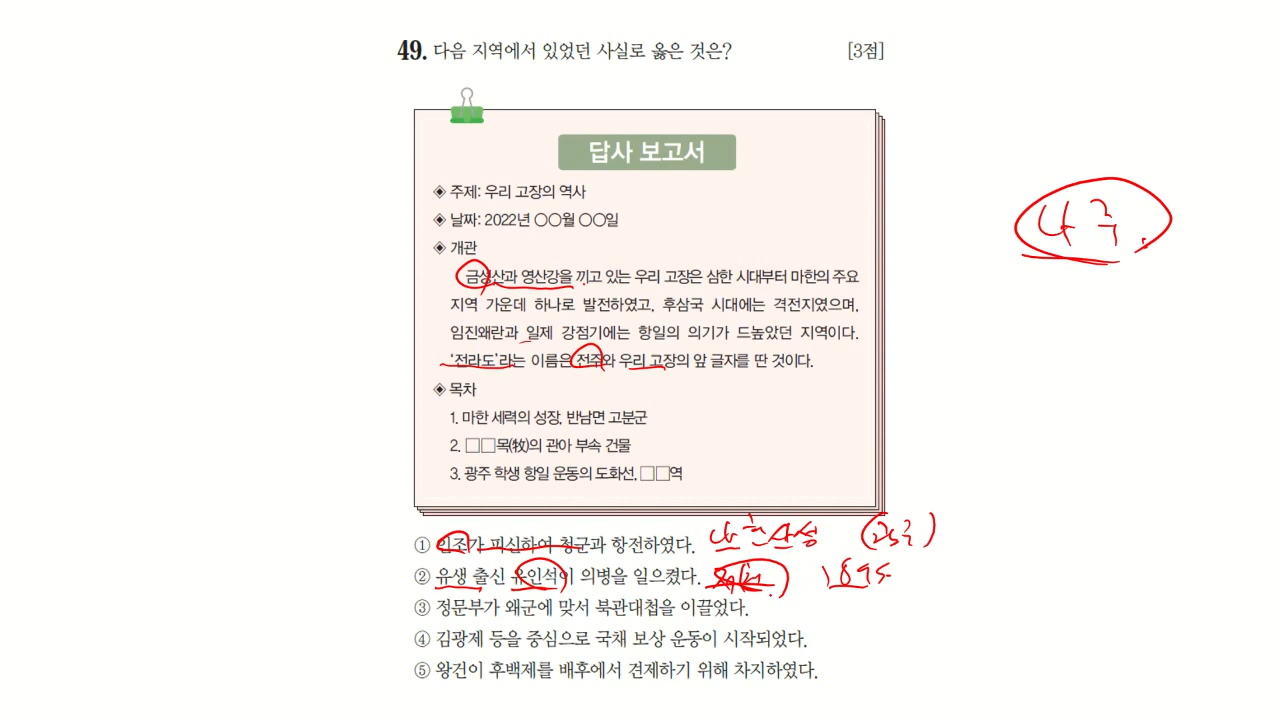 49. 다음 지역에서 있었던 사실로 옳은 것은? [3점]
답사 보고서
◈ 주제: 우리 고장의 역사
◈ 날짜: 2022년 〇〇월 〇〇일
◈ 개관
금성산과 영산강을 끼고 있는 우리 고장은 삼한 시대부터 마한의 주요
지역 가운데 하나로 발전하였고, 후삼국 시대에는 격전지였으며,
임진왜란과 일제 강점기에는 항일의 의기가 드높았던 지역이다.
‘전라도’라는 이름은 전주와 우리 고장의 앞 글자를 딴 것이다.
◈ 목차
1. 마한 세력의 성장, 반남면 고분군
2. □□목(牧)의 관아 부속 건물
3. 광주 학생 항일 운동의 도화선, □□역
나주
① 인조가 피신하여 청군과 항전하였다. 남한산성
② 유생 출신 유인석이 의병을 일으켰다. 1895
③ 정문부가 왜군에 맞서 북관대첩을 이끌었다.
④ 김광제 등을 중심으로 국채 보상 운동이 시작되었다.
⑤ 왕건이 후백제를 배후에서 견제하기 위해 차지하였다.